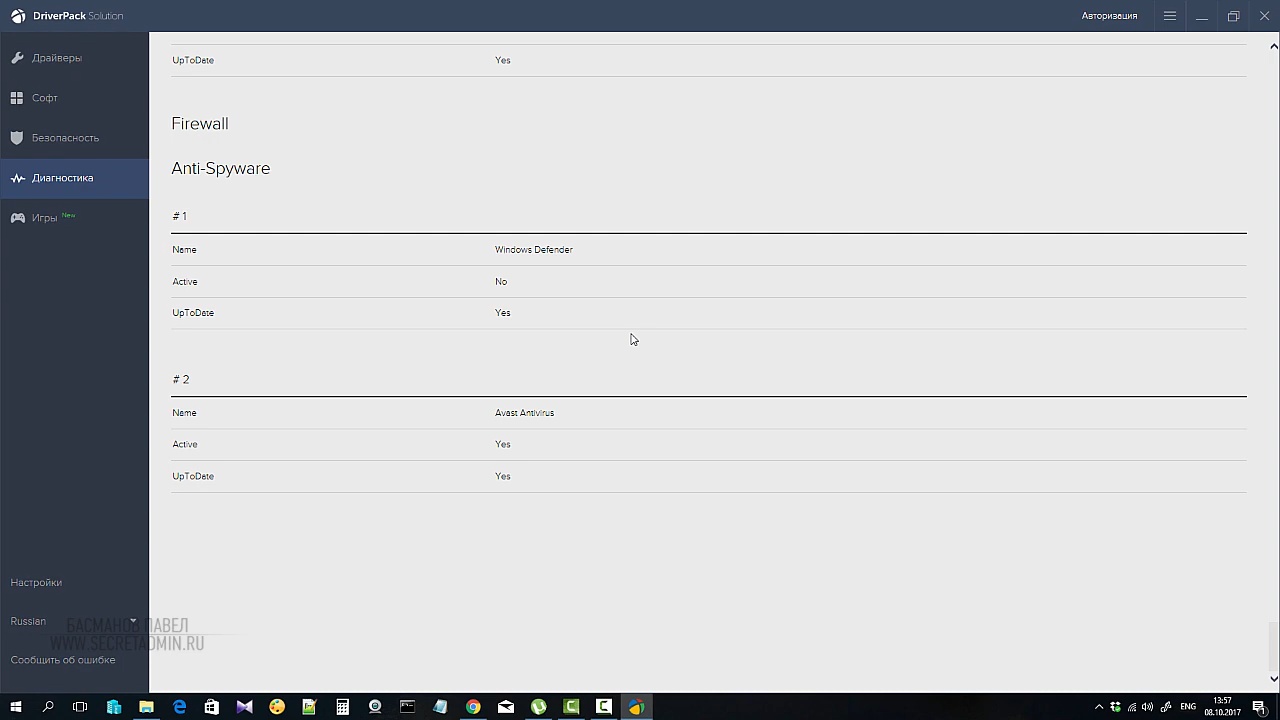 DriverPack Solution
Авторизация
Драйверы
Софт
Безопасность
Диагностика
Игры New
Настройки
Russian
Сообщить об ошибке
БАСМАНОВ ПАВЕЛ
WWW.SECRETADMIN.RU
UpToDate Yes
Firewall
Anti-Spyware
# 1
Name Windows Defender
Active No
UpToDate Yes
# 2
Name Avast Antivirus
Active Yes
UpToDate Yes
ENG
13:57
08.10.2017